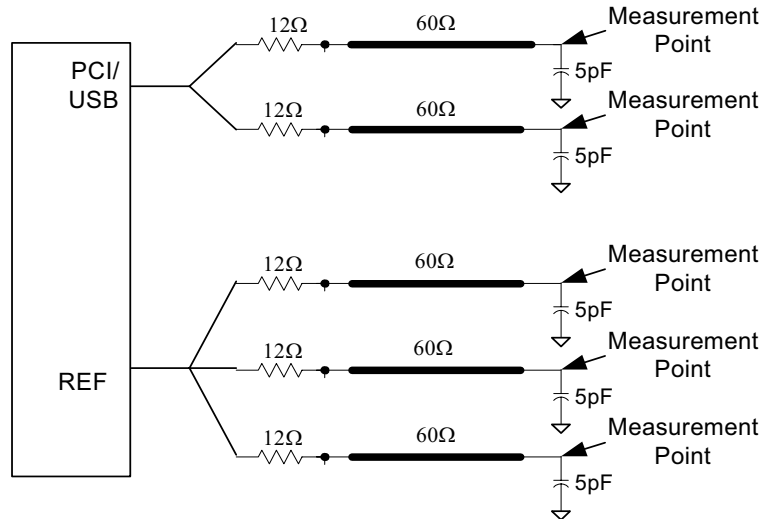 12Ω
60Ω
Measurement
Point
PCI/
USB
5pF
12Ω
60Ω
Measurement
Point
5pF
12Ω
60Ω
Measurement
Point
5pF
12Ω
60Ω
Measurement
Point
REF
5pF
12Ω
60Ω
Measurement
Point
5pF